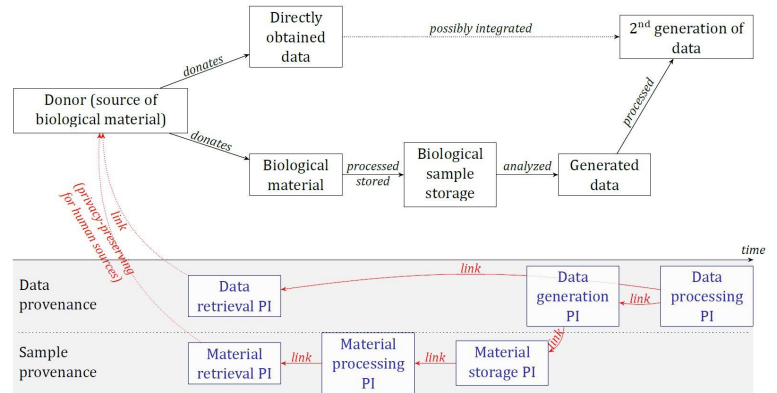 Directly
obtained
data
possibly integrated
2nd generation of
data
donates
processed
Donor (source of
biological material)
donates
Biological
material
processed
stored
Biological
sample
storage
analyzed
Generated
data
link
(privacy-preserving
for human sources)
time
Data
provenance
Data
retrieval PI
link
Data
generation
PI
link
Data
processing
PI
Sample
provenance
Material
retrieval PI
link
Material
processing
PI
link
Material
storage PI
link